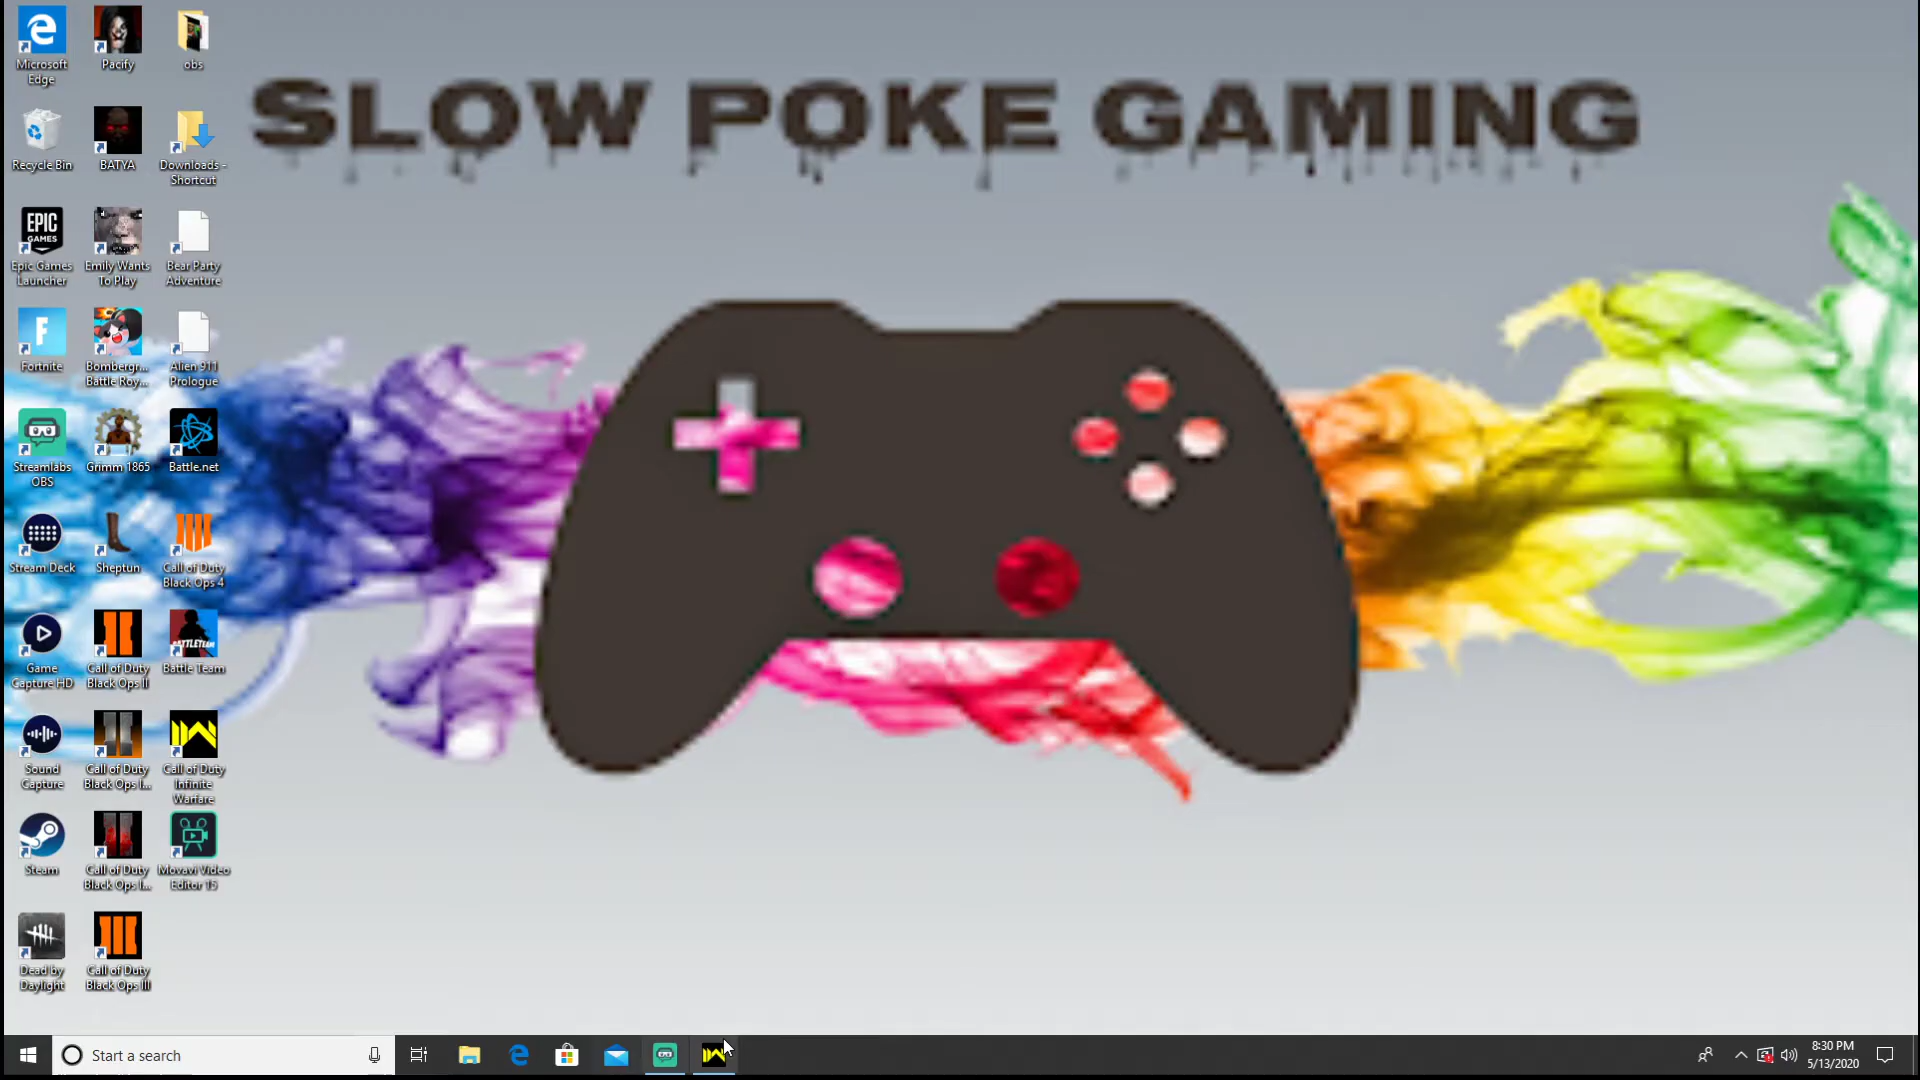 SLOW POKE GAMING
Microsoft
Edge
Pacify
obs
Recycle Bin
BATYA
Downloads -
Shortcut
EPIC
GAMES
Epic Games
Launcher
Emily Wants
To Play
Bear Party
Adventure
F
Fortnite
Bombergr...
Battle Roy...
Alien 911
Prologue
Streamlabs
OBS
Grimm 1865
Battle.net
Stream Deck
Sheptun
Call of Duty
Black Ops 4
Game
Capture HD
Call of Duty
Black Ops II
BATTLETEAM
Battle Team
Sound
Capture
Call of Duty
Black Ops I...
Call of Duty
Infinite
Warfare
Steam
Call of Duty
Black Ops I...
Movavi Video
Editor 15
Dead by
Daylight
Call of Duty
Black Ops III
Start a search
8:30 PM
5/13/2020